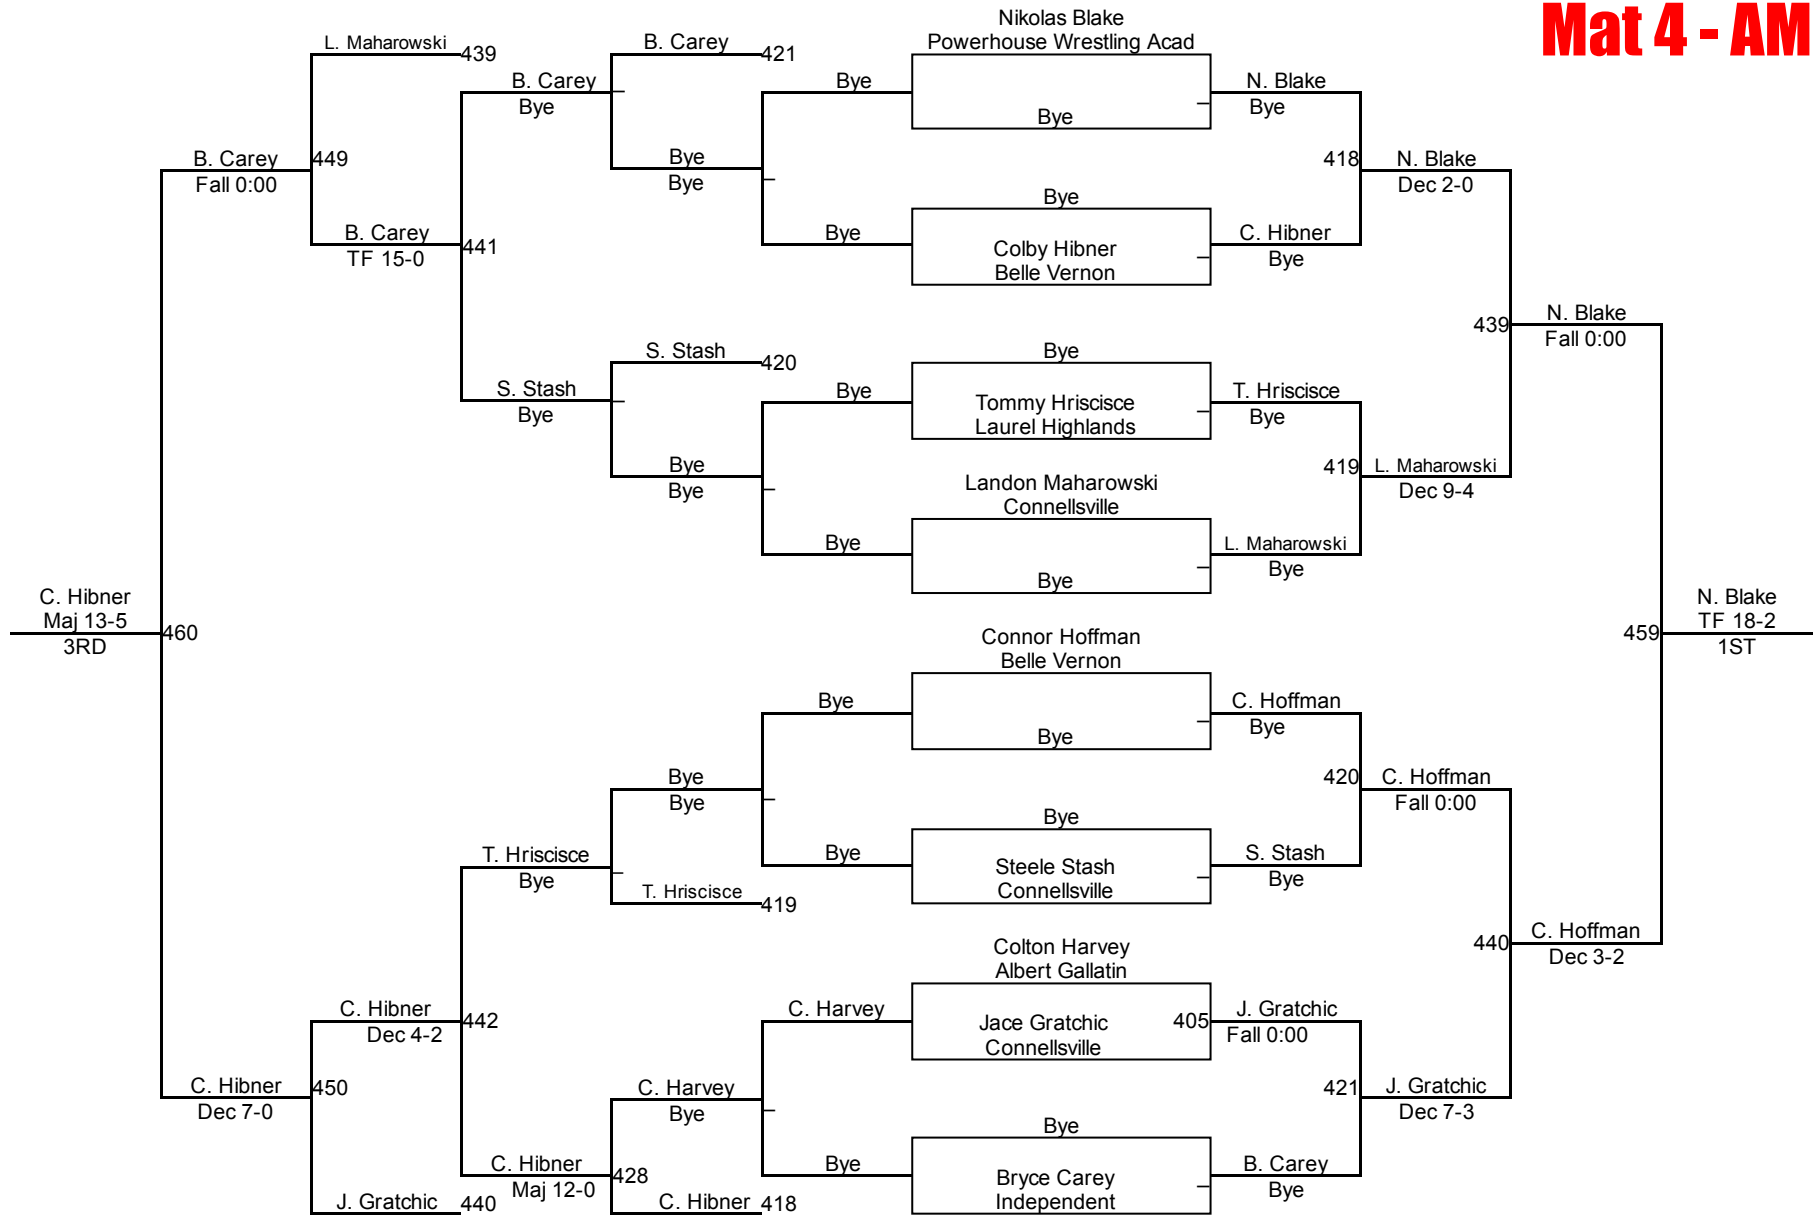 Mat 4 - AM
Nikolas Blake
Powerhouse Wrestling Acad
L. Maharowski
439
B. Carey
421
B. Carey
Bye
Bye
Bye
N. Blake
Bye
B. Carey
Fall 0:00
449
Bye
Bye
418
N. Blake
Dec 2-0
Bye
B. Carey
TF 15-0
441
Bye
Colby Hibner
Belle Vernon
C. Hibner
Bye
439
N. Blake
Fall 0:00
S. Stash
420
Bye
S. Stash
Bye
Bye
Tommy Hriscisce
Laurel Highlands
T. Hriscisce
Bye
Bye
Bye
419
L. Maharowski
Dec 9-4
Landon Maharowski
Connellsville
Bye
Bye
L. Maharowski
Bye
C. Hibner
Maj 13-5
3RD
460
459
N. Blake
TF 18-2
1ST
Connor Hoffman
Belle Vernon
Bye
Bye
C. Hoffman
Bye
Bye
Bye
420
C. Hoffman
Fall 0:00
Bye
T. Hriscisce
Bye
Bye
Steele Stash
Connellsville
S. Stash
Bye
T. Hriscisce
419
440
C. Hoffman
Dec 3-2
Colton Harvey
Albert Gallatin
C. Hibner
Dec 4-2
442
C. Harvey
Jace Gratchic
Connellsville
405
J. Gratchic
Fall 0:00
C. Hibner
Dec 7-0
450
C. Harvey
Bye
421
J. Gratchic
Dec 7-3
Bye
C. Hibner
Maj 12-0
428
Bye
Bryce Carey
Independent
B. Carey
Bye
J. Gratchic
440
C. Hibner
418